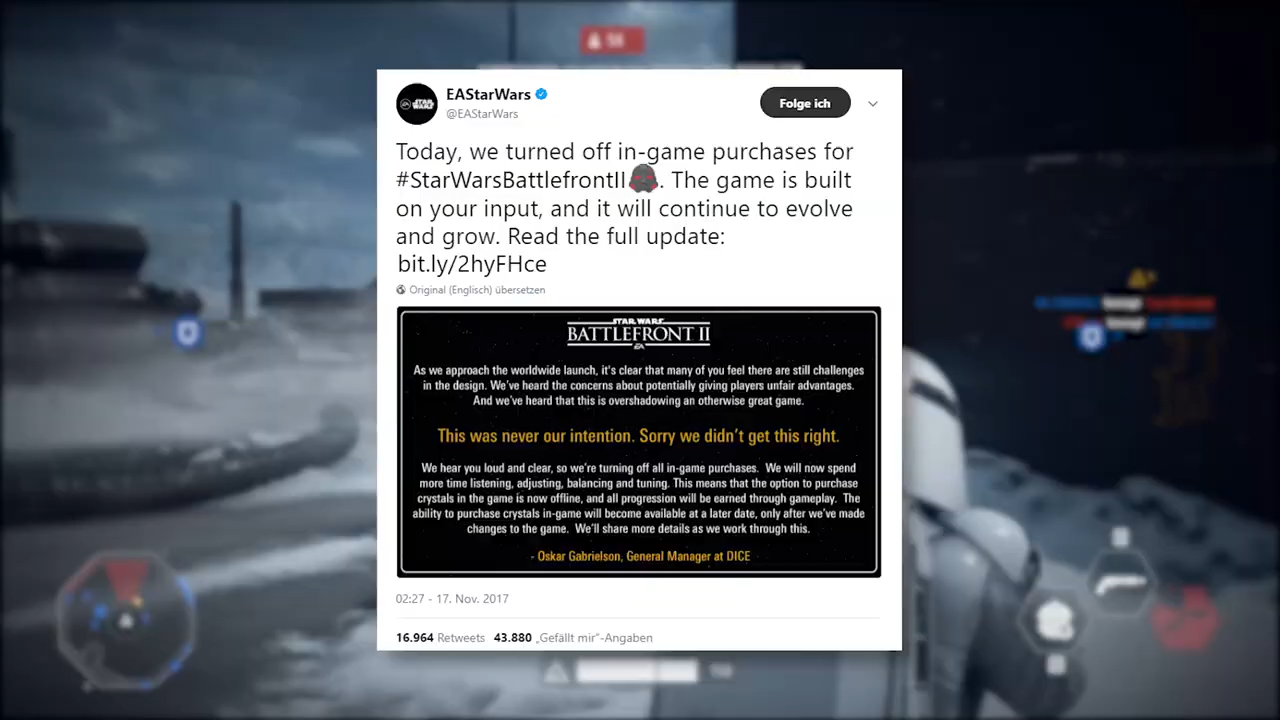 EAStarWars
@EAStarWars
Folge ich
Today, we turned off in-game purchases for
#StarWarsBattlefrontII. The game is built
on your input, and it will continue to evolve
and grow. Read the full update:
bit.ly/2hyFHce
Original (Englisch) übersetzen
STAR WARS
BATTLEFRONT II
EA
As we approach the worldwide launch, it's clear that many of you feel there are still challenges
in the design. We've heard the concerns about potentially giving players unfair advantages.
And we've heard that this is overshadowing an otherwise great game.
This was never our intention. Sorry we didn't get this right.
We hear you loud and clear, so we're turning off all in-game purchases. We will now spend
more time listening, adjusting, balancing and tuning. This means that the option to purchase
crystals in the game is now offline, and all progression will be earned through gameplay. The
ability to purchase crystals in-game will become available at a later date, only after we've made
changes to the game. We'll share more details as we work through this.
- Oskar Gabrielson, General Manager at DICE
02:27 - 17. Nov. 2017
16.964 Retweets 43.880 „Gefällt mir“-Angaben